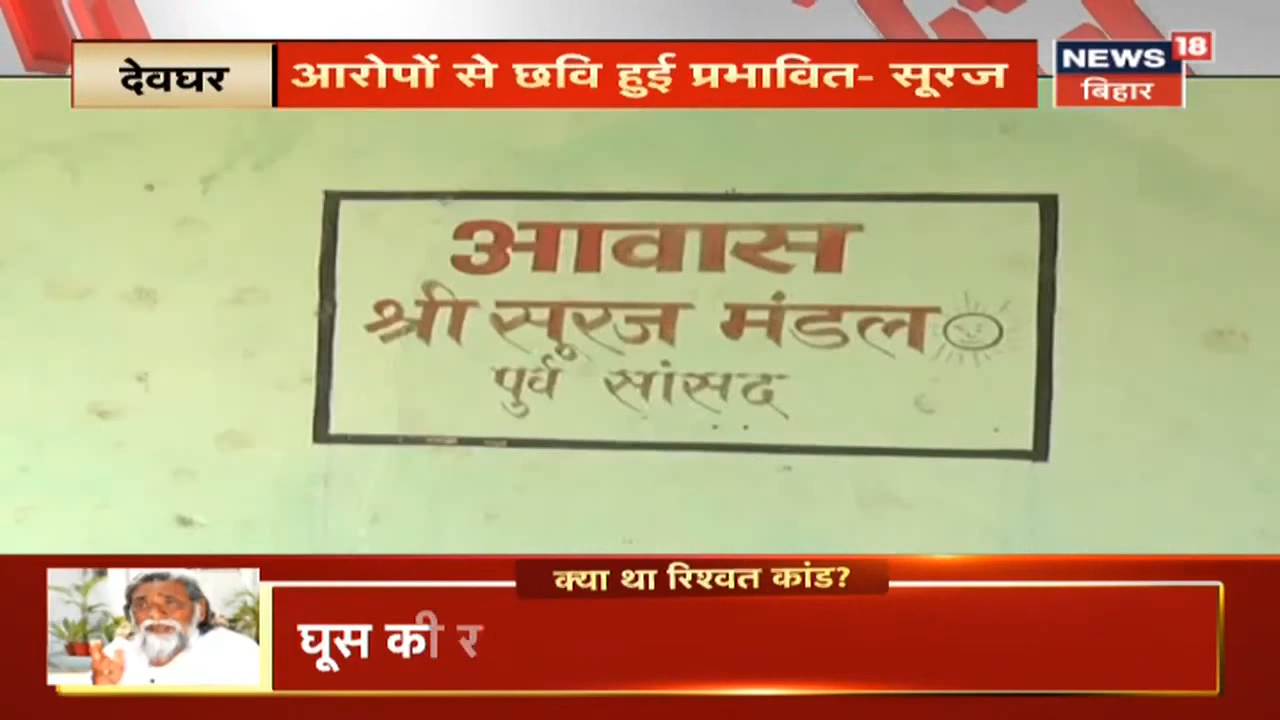 देवघर
आरोपों से छवि हुई प्रभावित- सूरज
NEWS 18
बिहार
आवास
श्री सूरज मंडल
पुर्व सांसद
क्या था रिश्वत कांड?
घूस की र